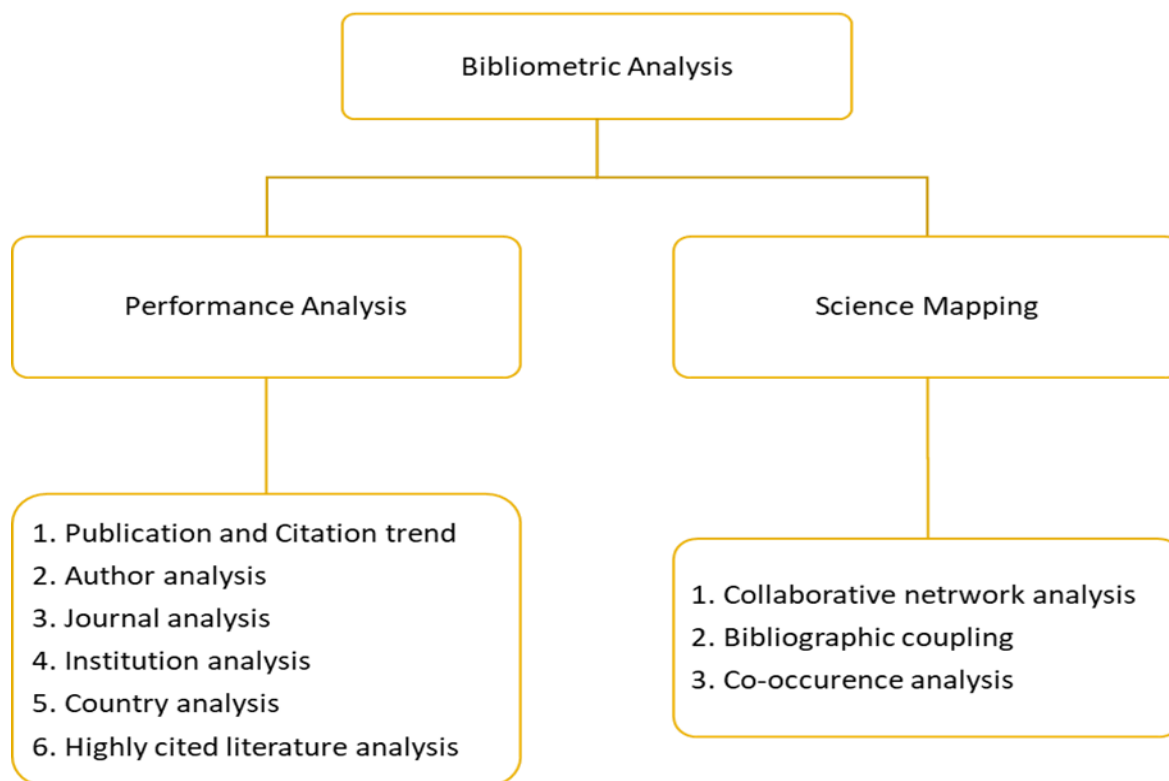 Bibliometric Analysis
Performance Analysis
Science Mapping
1. Publication and Citation trend
2. Author analysis
3. Journal analysis
4. Institution analysis
5. Country analysis
6. Highly cited literature analysis
1. Collaborative netrwork analysis
2. Bibliographic coupling
3. Co-occurence analysis